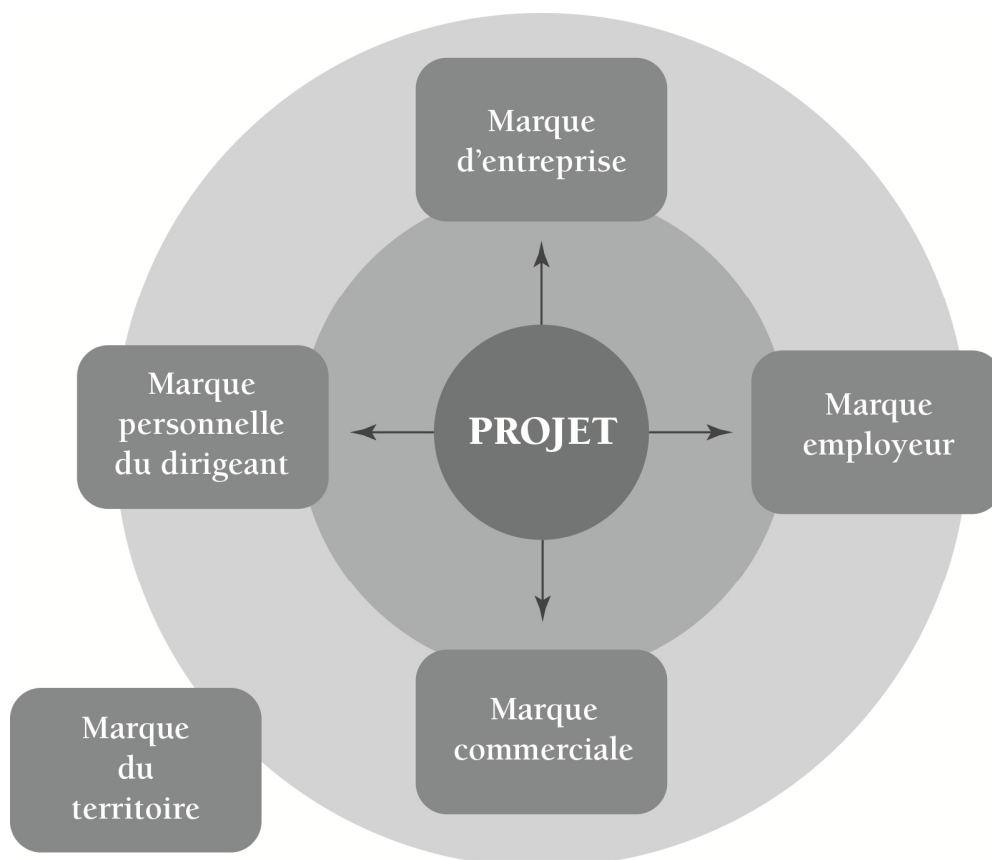 Marque
d'entreprise
Marque
personnelle
du dirigeant
PROJET
Marque
employeur
Marque
commerciale
Marque
du
territoire